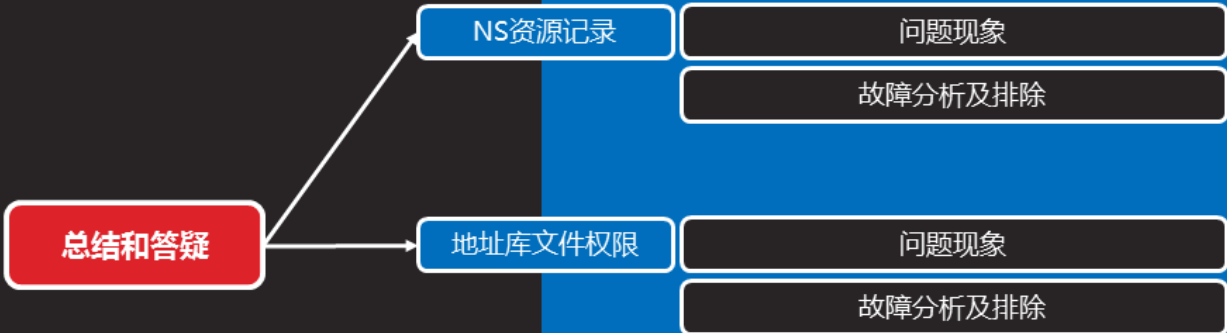 NS资源记录
问题现象
故障分析及排除
总结和答疑
地址库文件权限
问题现象
故障分析及排除